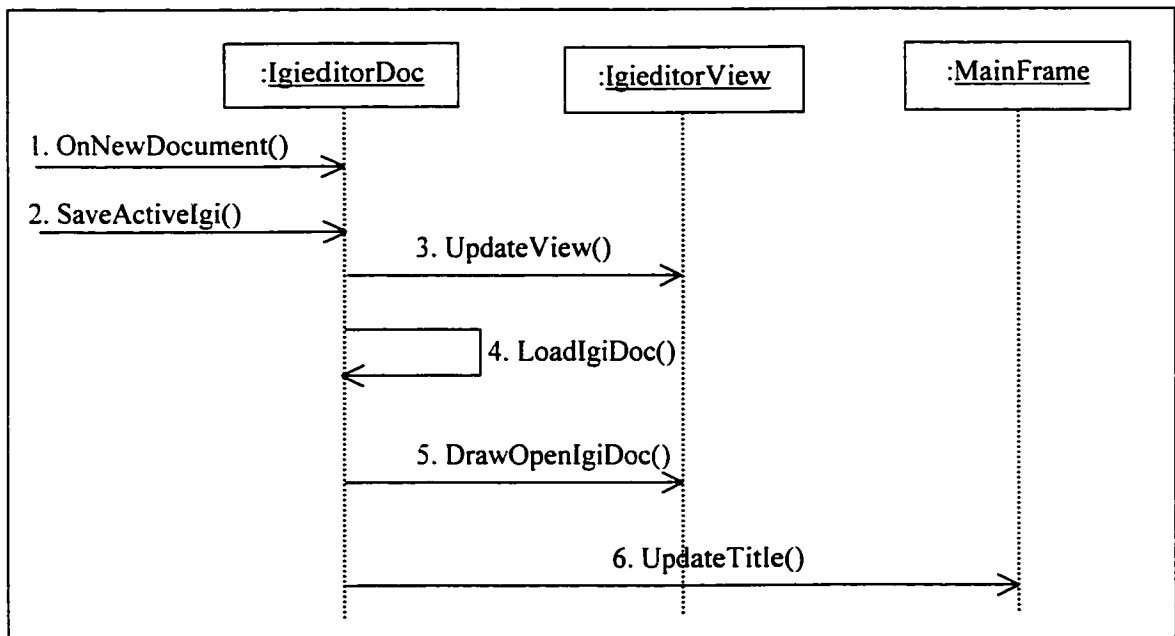 :IgieditorDoc
:IgieditorView
:MainFrame
1. OnNewDocument()
2. SaveActiveIgi()
3. UpdateView()
4. LoadIgiDoc()
5. DrawOpenIgiDoc()
6. UpdateTitle()